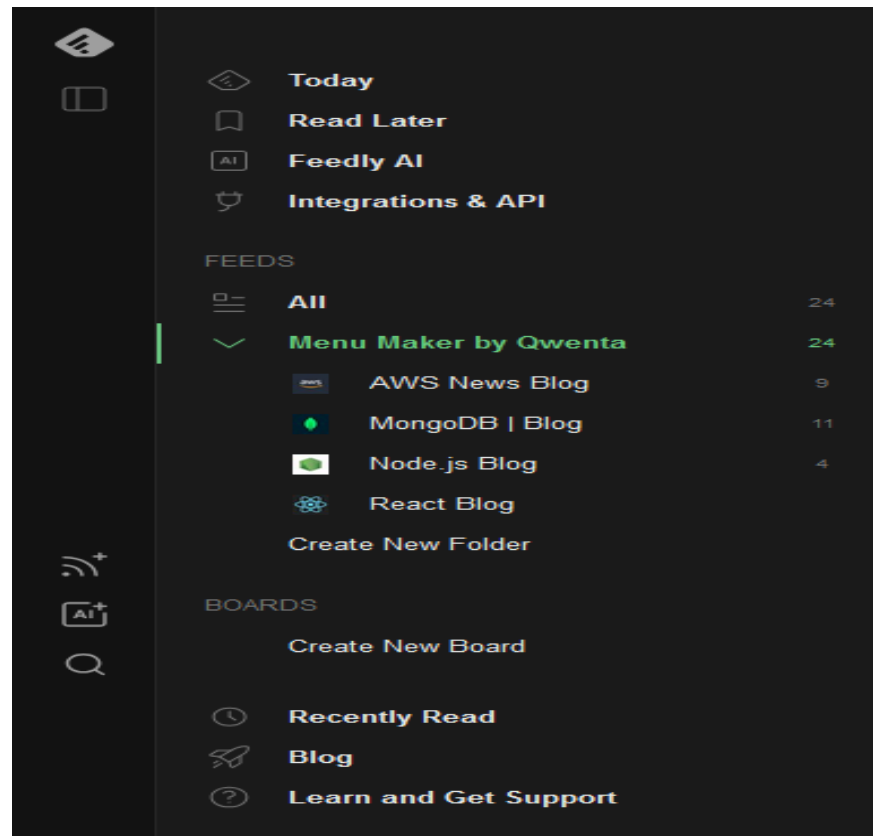 Today
Read Later
AI Feedly AI
Integrations & API
FEEDS
All 24
Menu Maker by Qwenta 24
aws AWS News Blog 9
MongoDB | Blog 11
Node.js Blog 4
React Blog
Create New Folder
AI
BOARDS
Create New Board
Recently Read
Blog
? Learn and Get Support